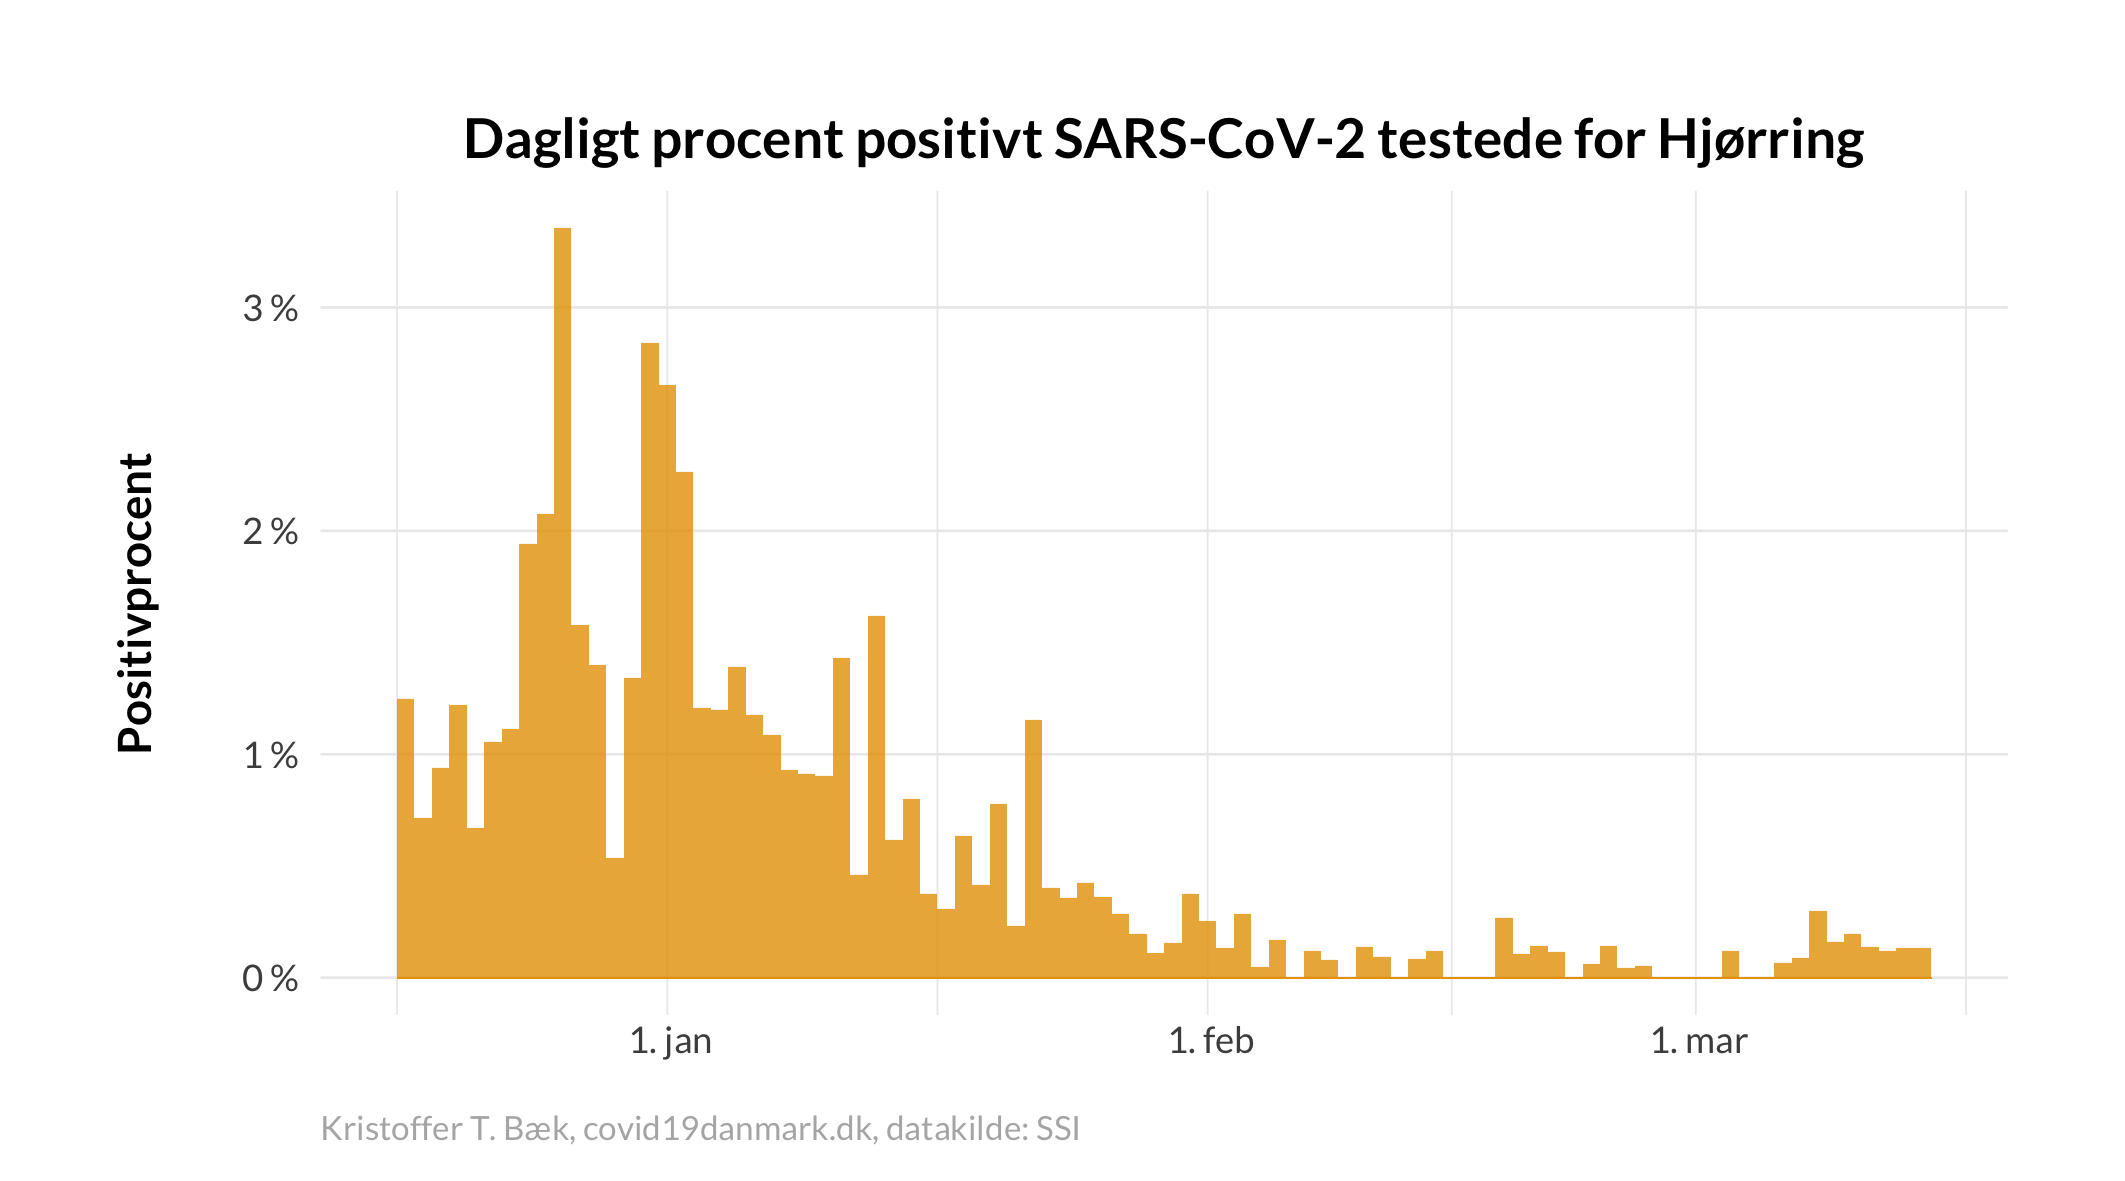 Dagligt procent positivt SARS-CoV-2 testede for Hjørring
Positivprocent
3 %
2 %
1 %
0 %
1. jan
1. feb
1. mar
Kristoffer T. Bæk, covid19danmark.dk, datakilde: SSI